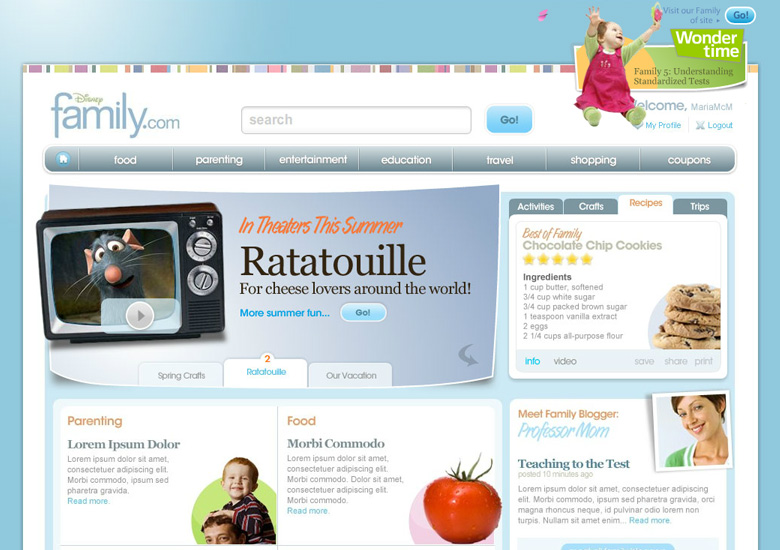 Visit our Family
of site
Go!
Wonder
time
Family 5: Understanding
Standardized Tests
Disney
family.com
search
Go!
elcome, MariaMcM
My Profile
Logout
food
parenting
entertainment
education
travel
shopping
coupons
In Theaters This Summer
Ratatouille
For cheese lovers around the world!
More summer fun...
Go!
2
Spring Crafts
Ratatouille
Our Vacation
Activities
Crafts
Recipes
Trips
Best of Family
Chocolate Chip Cookies
Ingredients
1 cup butter, softened
3/4 cup white sugar
3/4 cup packed brown sugar
1 teaspoon vanilla extract
2 eggs
2 1/4 cups all-purpose flour
info
video
save
share
print
Parenting
Lorem Ipsum Dolor
Lorem ipsum dolor sit amet,
consectetuer adipiscing elit.
Morbi commodo, ipsum sed
pharetra gravida.
Read more.
Food
Morbi Commodo
Lorem ipsum dolor sit amet,
consectetuer adipiscing elit.
Morbi commodo. Dolor sit amet,
consectetuer adipiscing elit.
Morbi commodo.
Read more.
Meet Family Blogger:
Professor Mom
Teaching to the Test
posted 10 minutes ago
Lorem ipsum dolor sit amet, consectetuer
adipiscing elit. Morbi commodo, ipsum sed
pharetra gravida, orci magna rhoncus
neque, id pulvinar odio lorem non
turpis. Nullam sit amet enim... Read more